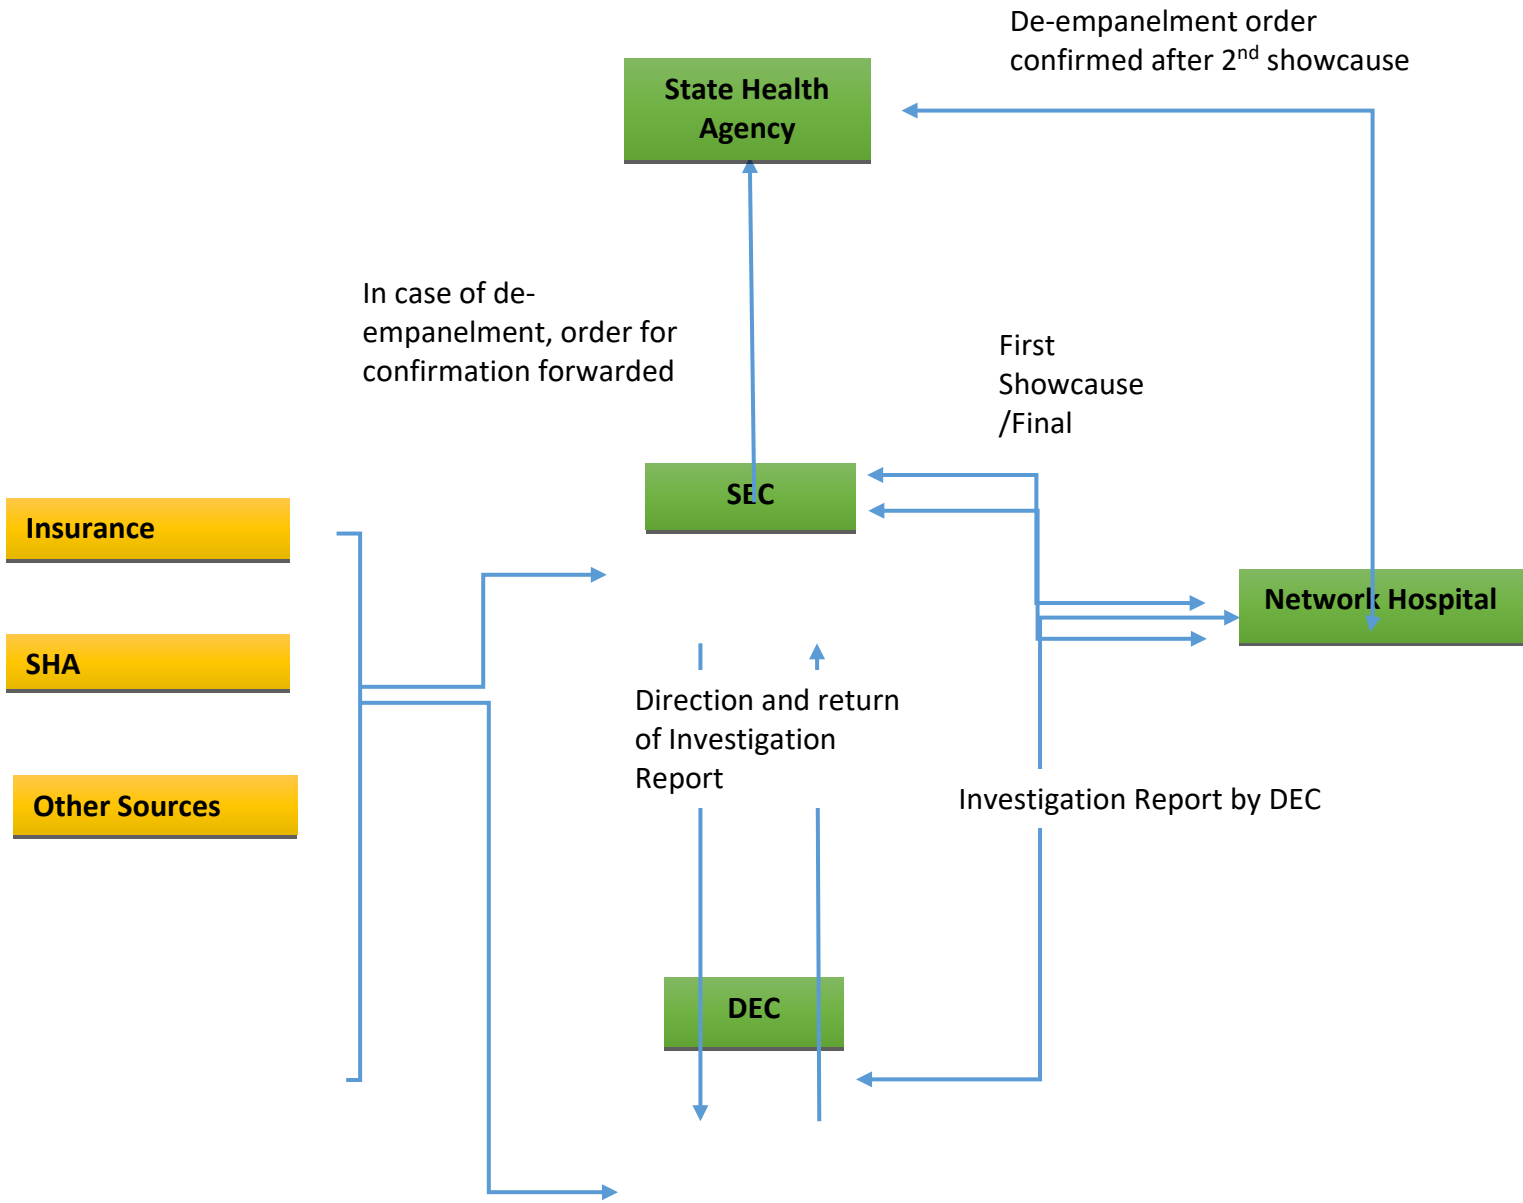 De-empanelment order
confirmed after 2nd showcause
State Health
Agency
In case of de-
empanelment, order for
confirmation forwarded
First
Showcause
/Final
SEC
Insurance
Network Hospital
SHA
Direction and return
of Investigation
Report
Other Sources
Investigation Report by DEC
DEC